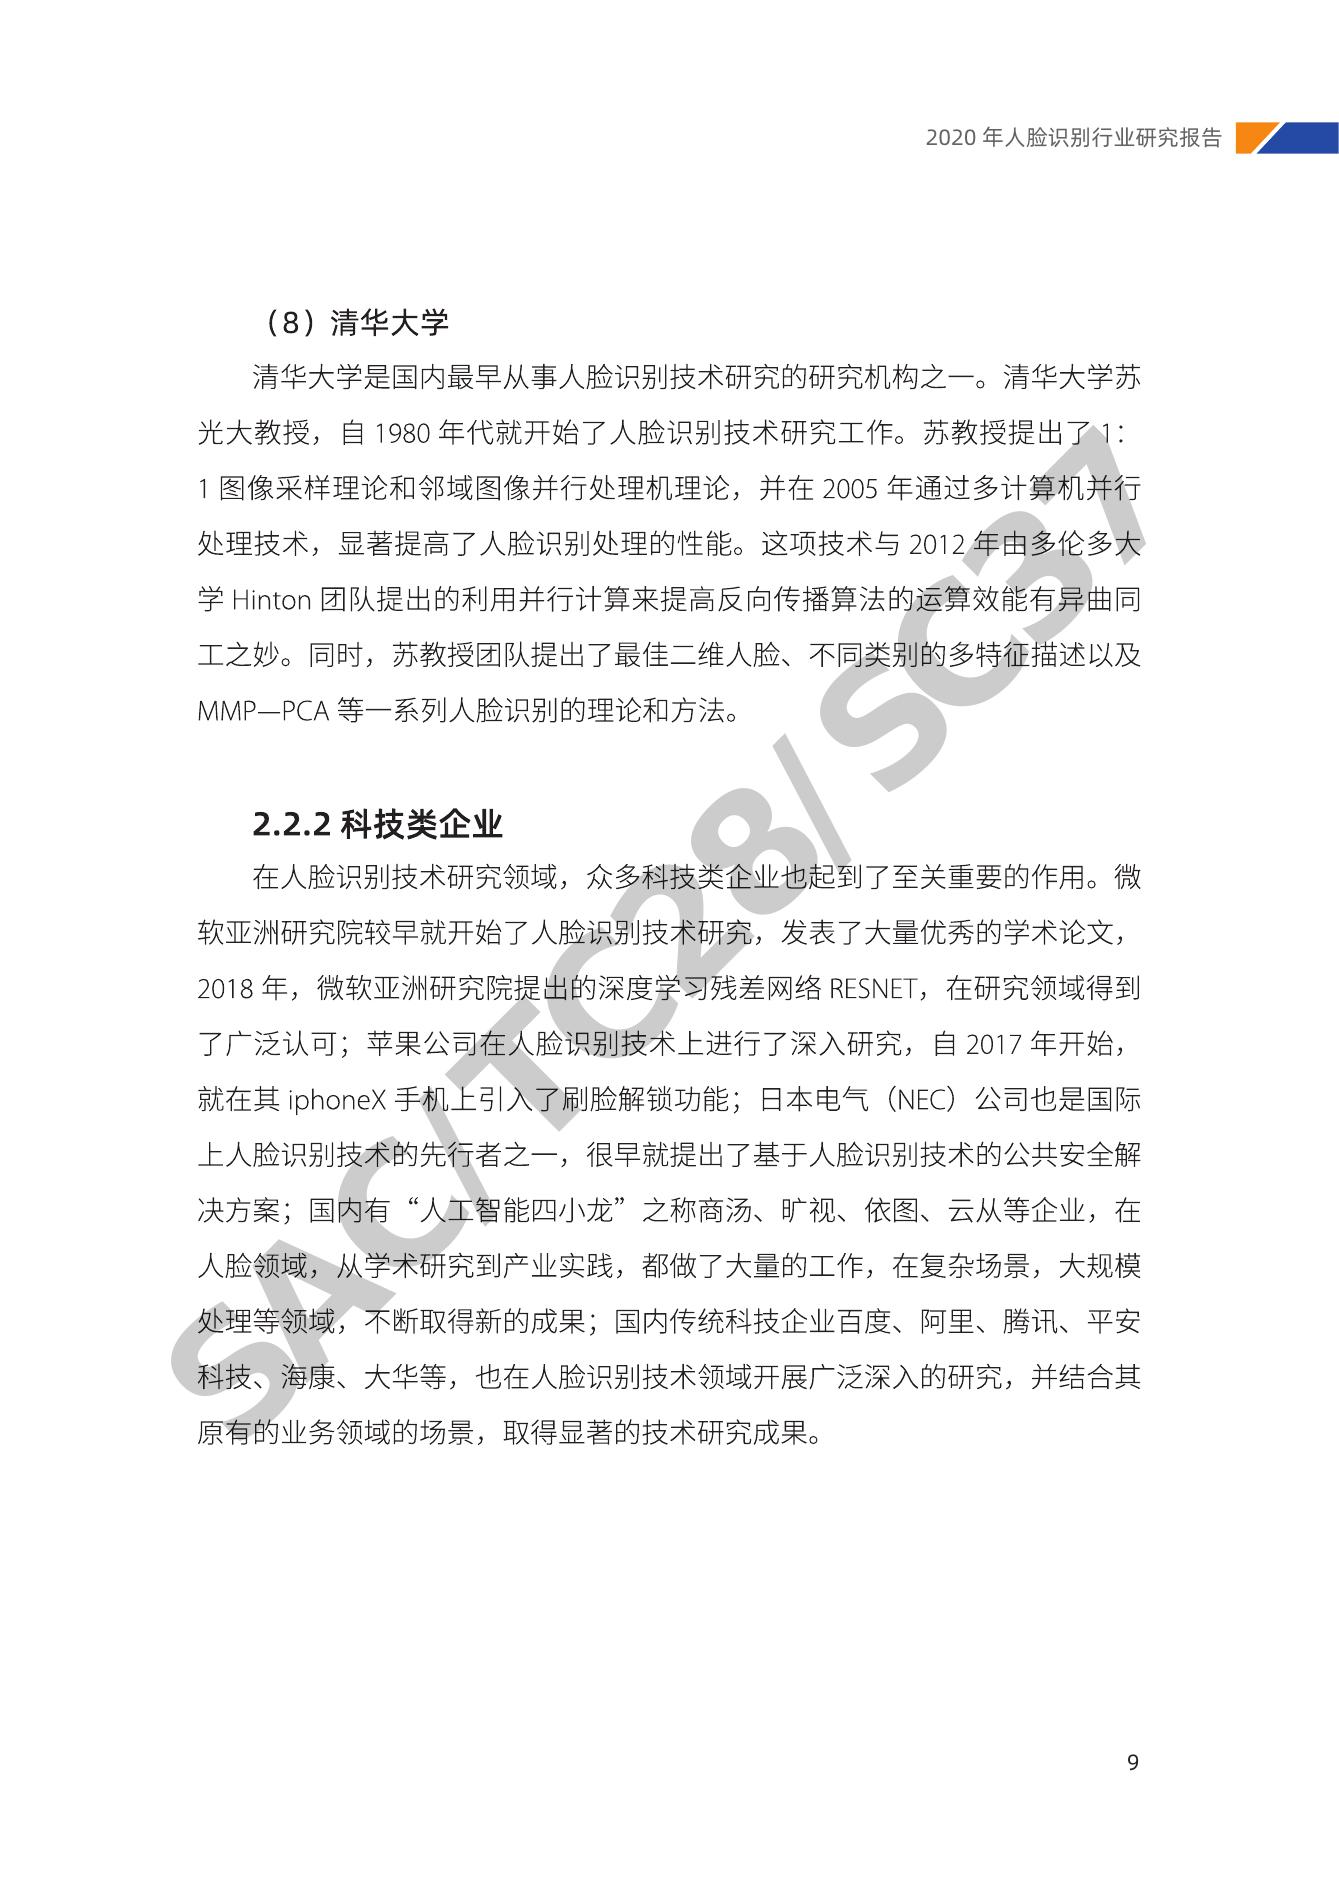 2020 年人脸识别行业研究报告
（8）清华大学
清华大学是国内最早从事人脸识别技术研究的研究机构之一。清华大学苏
光大教授，自 1980 年代就开始了人脸识别技术研究工作。苏教授提出了 1：
1 图像采样理论和邻域图像并行处理机理论，并在 2005 年通过多计算机并行
处理技术，显著提高了人脸识别处理的性能。这项技术与 2012 年由多伦多大
学 Hinton 团队提出的利用并行计算来提高反向传播算法的运算效能有异曲同
工之妙。同时，苏教授团队提出了最佳二维人脸、不同类别的多特征描述以及
MMP—PCA 等一系列人脸识别的理论和方法。
2.2.2 科技类企业
在人脸识别技术研究领域，众多科技类企业也起到了至关重要的作用。微
软亚洲研究院较早就开始了人脸识别技术研究，发表了大量优秀的学术论文，
2018 年，微软亚洲研究院提出的深度学习残差网络 RESNET，在研究领域得到
了广泛认可；苹果公司在人脸识别技术上进行了深入研究，自 2017 年开始，
就在其 iphoneX 手机上引入了刷脸解锁功能；日本电气（NEC）公司也是国际
上人脸识别技术的先行者之一，很早就提出了基于人脸识别技术的公共安全解
决方案；国内有“人工智能四小龙”之称商汤、旷视、依图、云从等企业，在
人脸领域，从学术研究到产业实践，都做了大量的工作，在复杂场景，大规模
处理等领域，不断取得新的成果；国内传统科技企业百度、阿里、腾讯、平安
科技、海康、大华等，也在人脸识别技术领域开展广泛深入的研究，并结合其
原有的业务领域的场景，取得显著的技术研究成果。
SAC/TC28/SC37
9